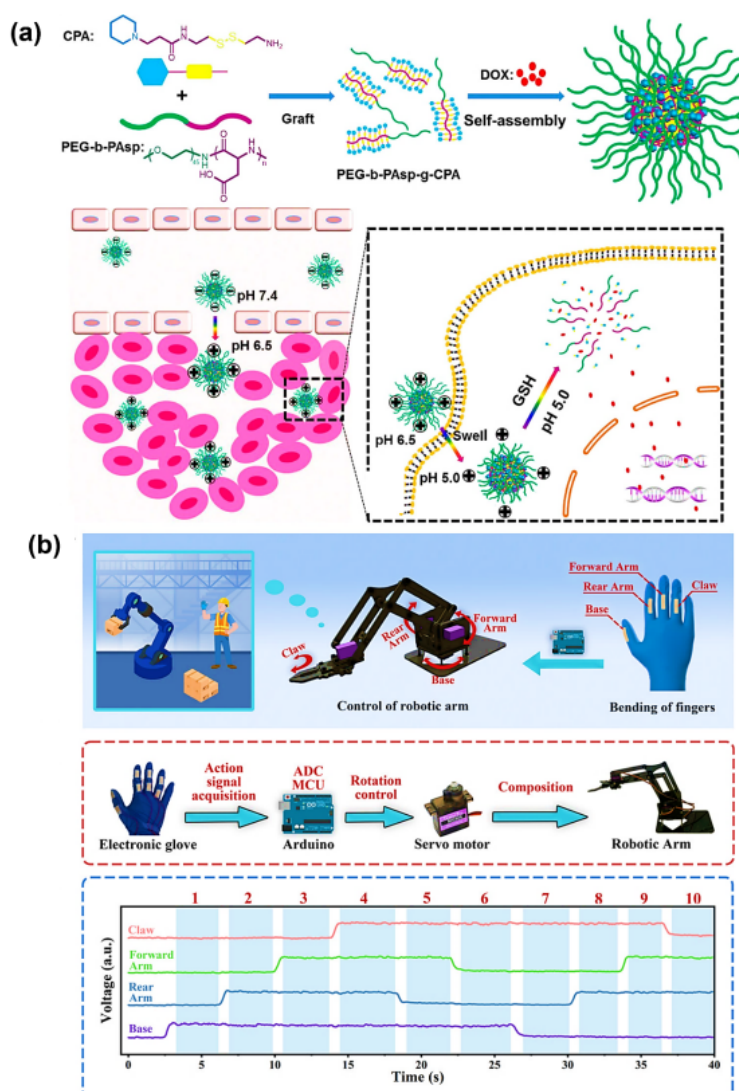 (a)
CPA:
N
O
N
H
S
S
NH₂
+
PEG-b-PAsp:
O
45
H
N
O
H
N
n
HO
O
Graft
PEG-b-PAsp-g-CPA
DOX:
Self-assembly
pH 7.4
pH 6.5
pH 6.5
Swell
pH 5.0
GSH
pH 5.0
(b)
Claw
Rear Arm
Forward Arm
Base
Control of robotic arm
Forward Arm
Rear Arm
Claw
Base
Bending of fingers
Electronic glove
Action
signal
acquisition
ADC
MCU
Arduino
Rotation
control
Servo motor
Composition
Robotic Arm
1 2 3 4 5 6 7 8 9 10
Voltage (a.u.)
Claw
Forward
Arm
Rear
Arm
Base
0 5 10 15 20 25 30 35 40
Time (s)